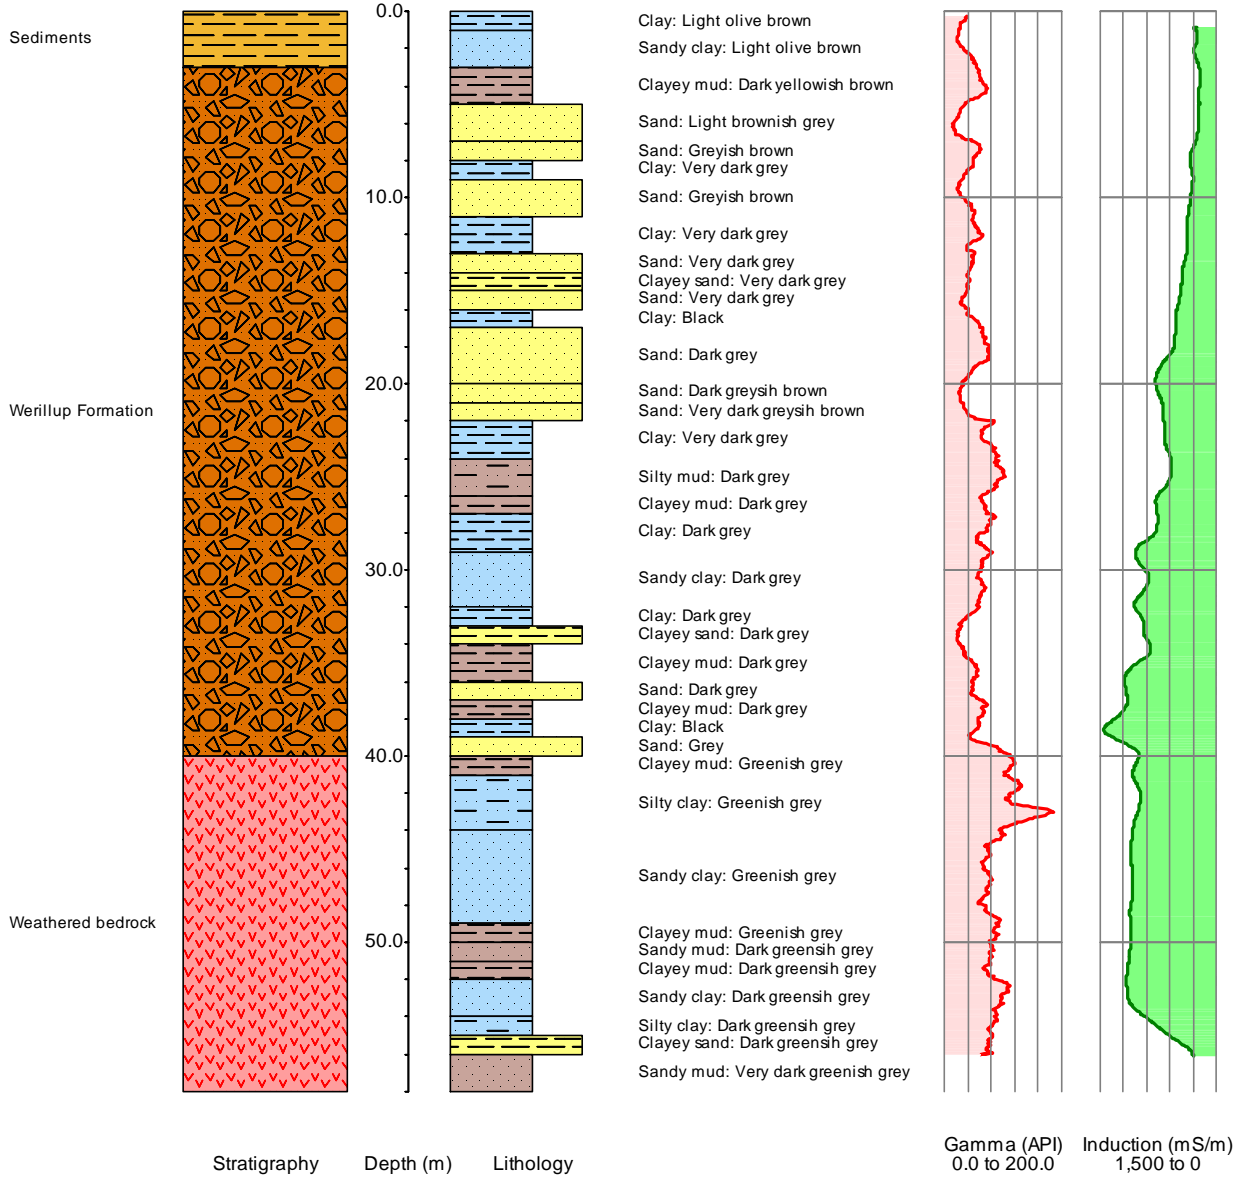 Sediments
Werillup Formation
Weathered bedrock
0.0
10.0
20.0
30.0
40.0
50.0
Clay: Light olive brown
Sandy clay: Light olive brown
Clayey mud: Dark yellowish brown
Sand: Light brownish grey
Sand: Greyish brown
Clay: Very dark grey
Sand: Greyish brown
Clay: Very dark grey
Sand: Very dark grey
Clayey sand: Very dark grey
Sand: Very dark grey
Clay: Black
Sand: Dark grey
Sand: Dark greysih brown
Sand: Very dark greysih brown
Clay: Very dark grey
Silty mud: Dark grey
Clayey mud: Dark grey
Clay: Dark grey
Sandy clay: Dark grey
Clay: Dark grey
Clayey sand: Dark grey
Clayey mud: Dark grey
Sand: Dark grey
Clayey mud: Dark grey
Clay: Black
Sand: Grey
Clayey mud: Greenish grey
Silty clay: Greenish grey
Sandy clay: Greenish grey
Clayey mud: Greenish grey
Sandy mud: Dark greensih grey
Clayey mud: Dark greensih grey
Sandy clay: Dark greensih grey
Silty clay: Dark greensih grey
Clayey sand: Dark greensih grey
Sandy mud: Very dark greenish grey
Stratigraphy
Depth (m)
Lithology
Gamma (API)
0.0 to 200.0
Induction (mS/m)
1,500 to 0